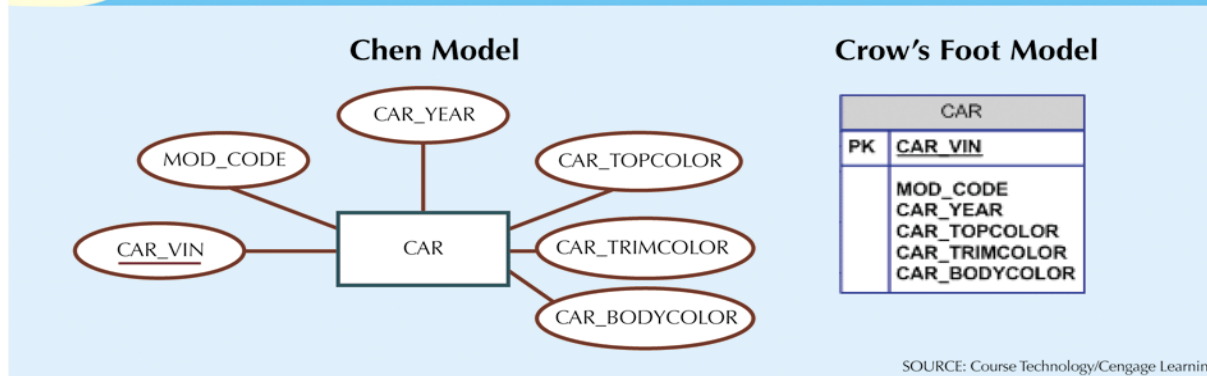 Chen Model
CAR_YEAR
MOD_CODE
CAR_TOPCOLOR
CAR_VIN
CAR
CAR_TRIMCOLOR
CAR_BODYCOLOR
Crow's Foot Model
CAR
PK CAR_VIN
MOD_CODE
CAR_YEAR
CAR_TOPCOLOR
CAR_TRIMCOLOR
CAR_BODYCOLOR
SOURCE: Course Technology/Cengage Learnin